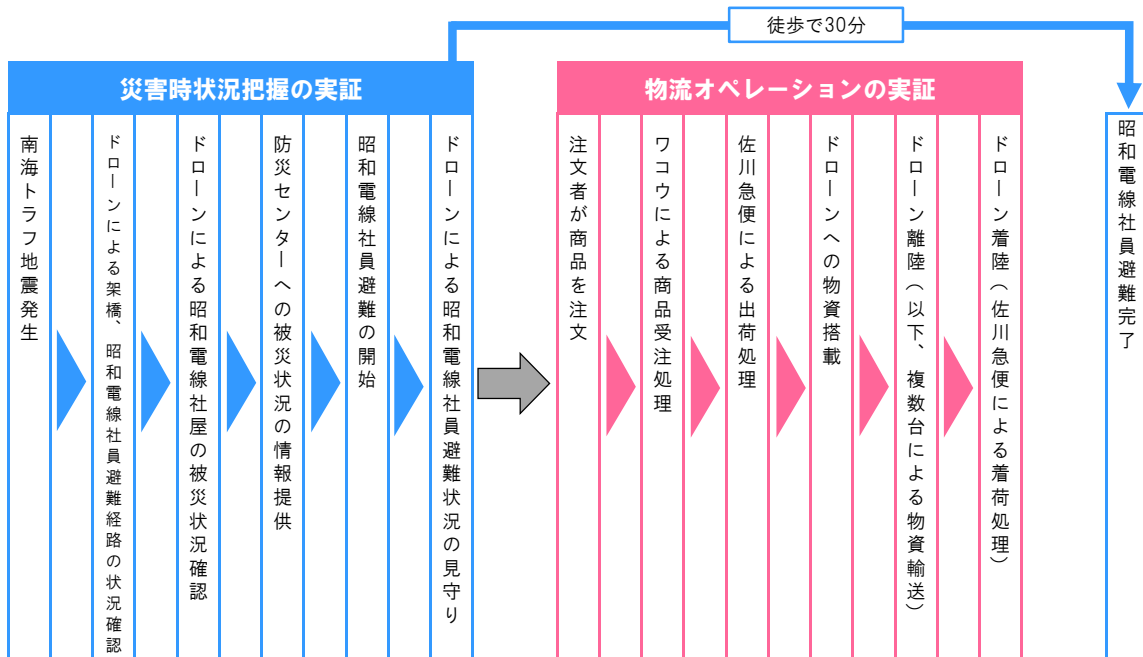 徒歩で30分
災害時状況把握の実証
南海トラフ地震発生
ドローンによる架橋、昭和電線社員避難経路の状況確認
ドローンによる昭和電線社屋の被災状況確認
防災センターへの被災状況の情報提供
昭和電線社員避難の開始
ドローンによる昭和電線社員避難状況の見守り
物流オペレーションの実証
注文者が商品を注文
ワコウによる商品受注処理
佐川急便による出荷処理
ドローンへの物資搭載
ドローン離陸（以下、複数台による物資輸送）
ドローン着陸（佐川急便による着荷処理）
昭和電線社員避難完了